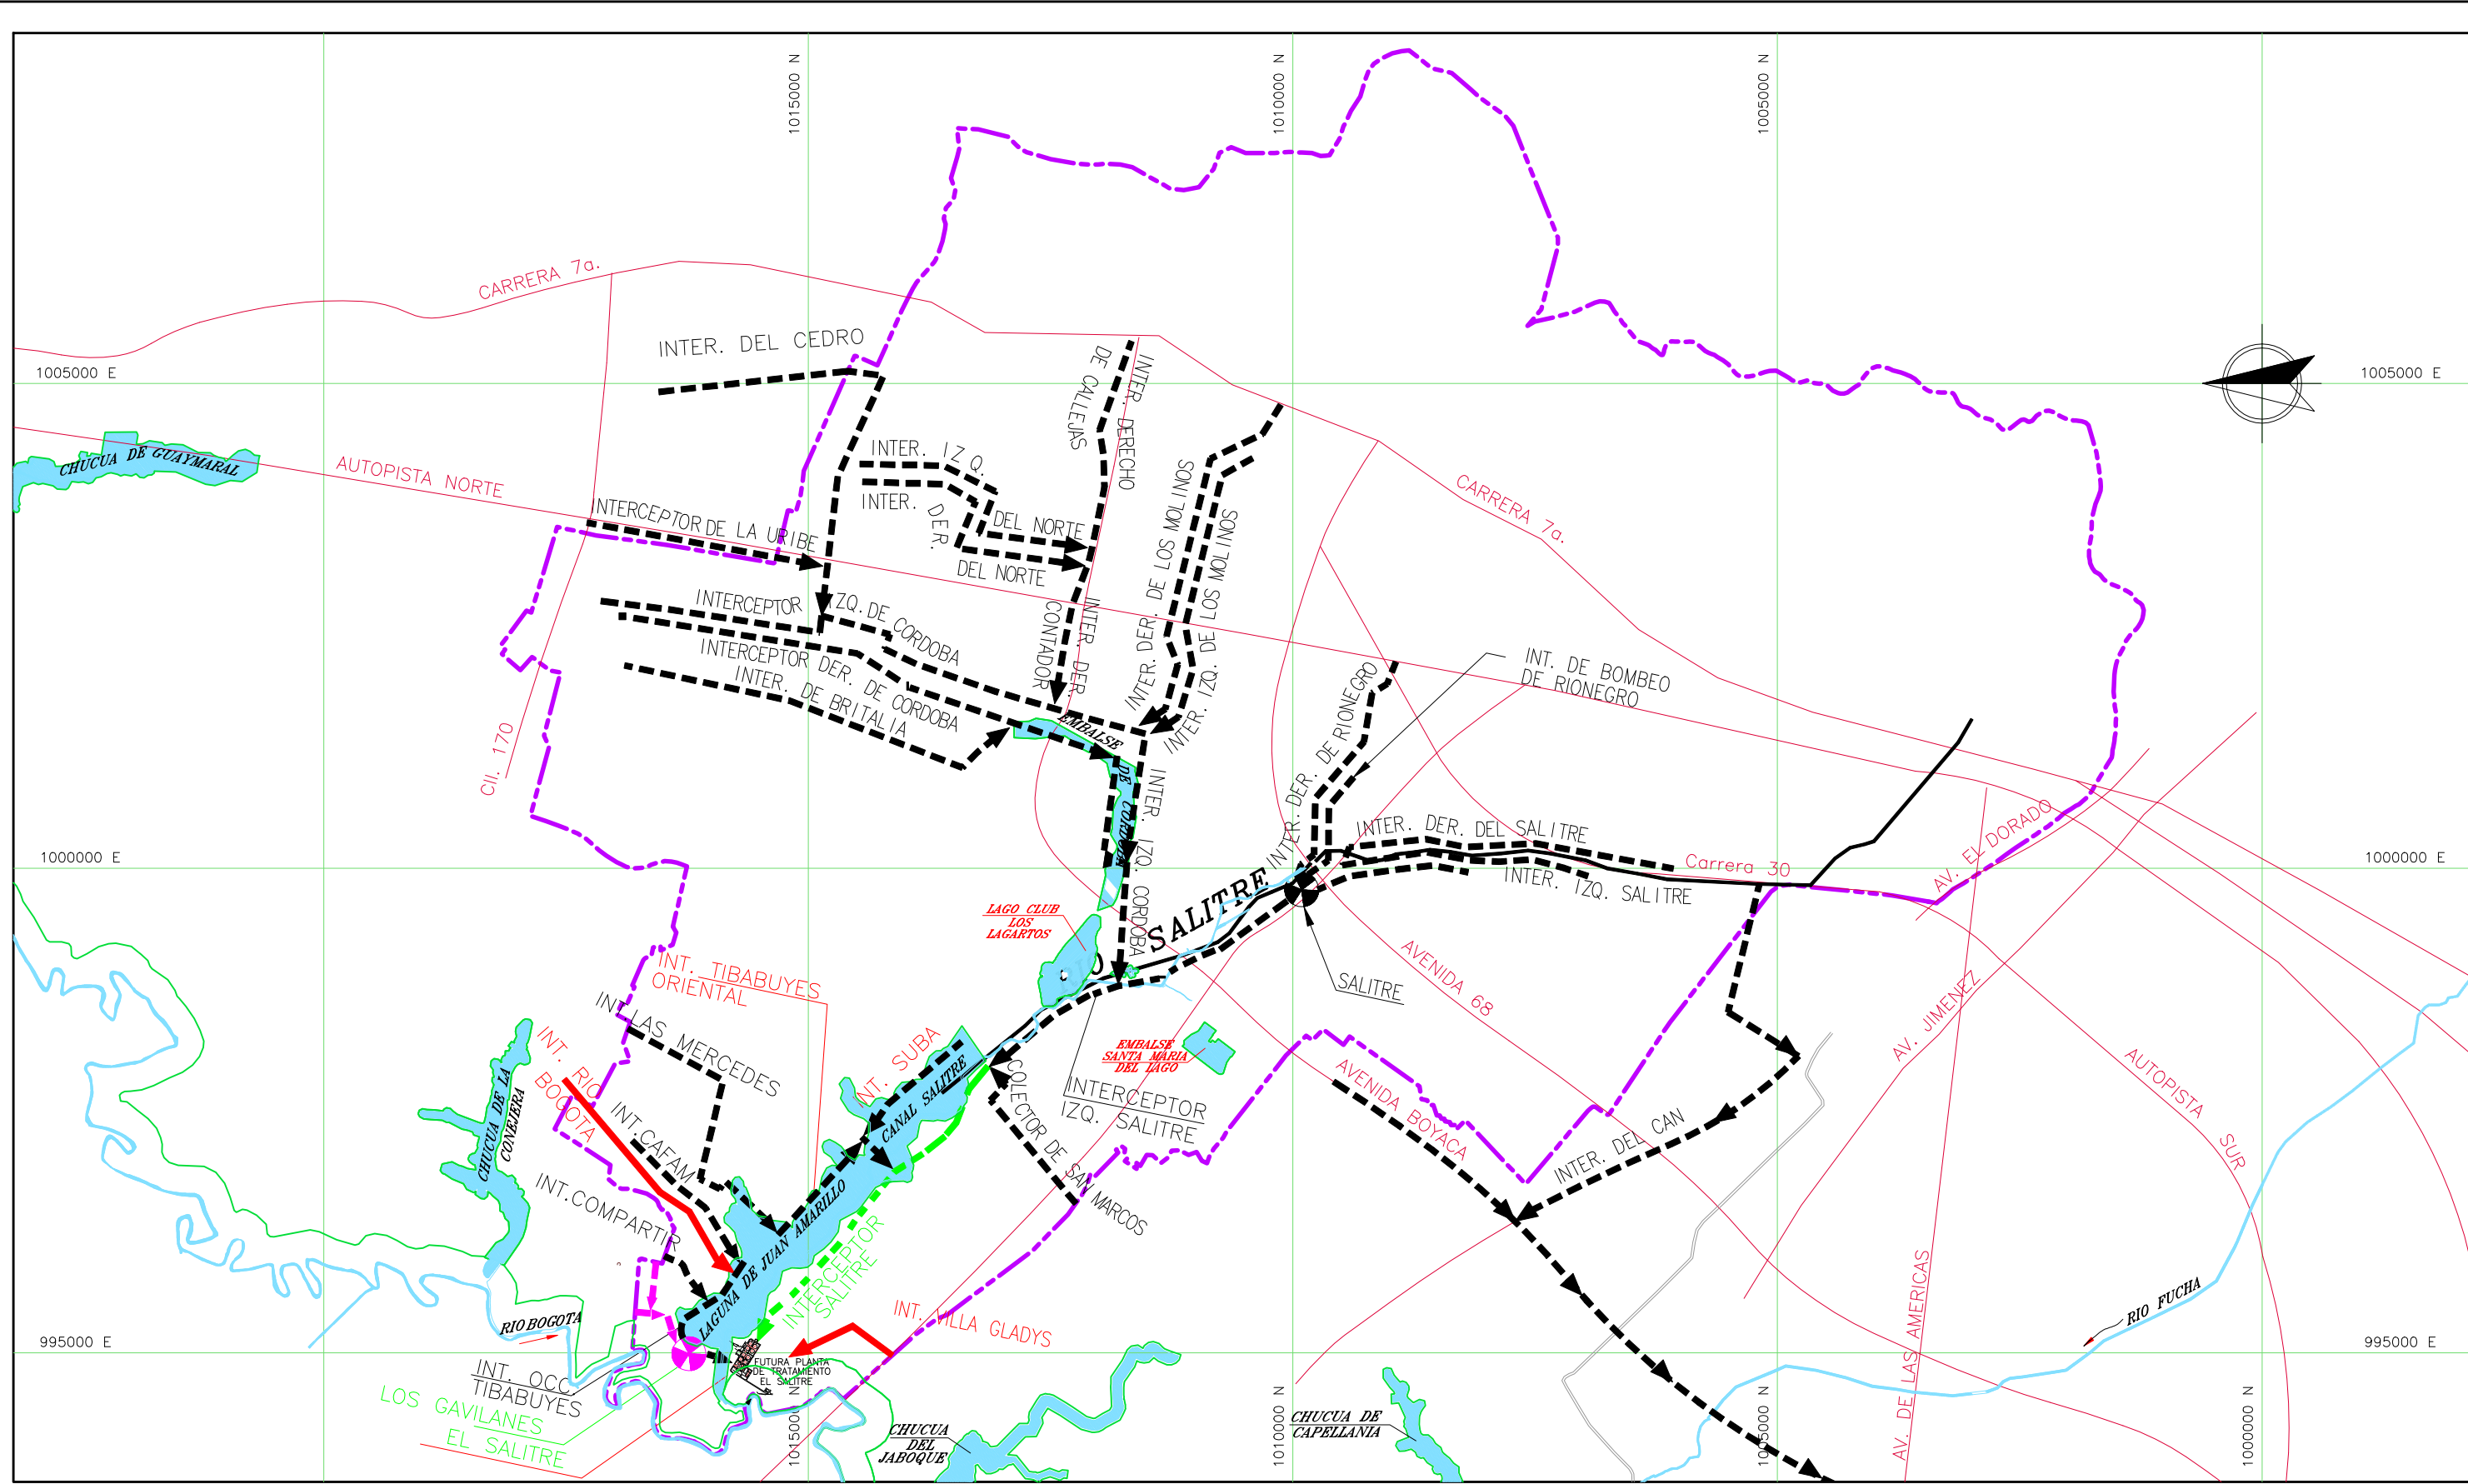 1015000 N
1010000 N
1005000 N
CARRERA 7a.
INTER. DEL CEDRO
1005000 E
1005000 E
INTER. DERECHO
DE CALLEJAS
CHUCUA DE GUAYMARAL
AUTOPISTA NORTE
INTER. IZQ.
DEL NORTE
INTER. DER.
DEL NORTE
INTERCEPTOR DE LA URIBE
CARRERA 7a.
INTER. DER. DE LOS MOLINOS
INTER. IZQ. DE LOS MOLINOS
INTERCEPTOR IZQ. DE CORDOBA
INTERCEPTOR DER. DE CORDOBA
INTER. DE BRITALIA
INTER. DER.
CONTADOR
INT. DE BOMBEO
DE RIONEGRO
INTER. DER. DE RIONEGRO
Cll. 170
EMBALSE
DE CORDOBA
INTER. IZQ. CORDOBA
INTER. DER. DEL SALITRE
Carrera 30
INTER. IZQ. SALITRE
AV. EL DORADO
1000000 E
1000000 E
LAGO CLUB
LOS
LAGARTOS
RIO SALITRE
SALITRE
AVENIDA 68
AV. JIMENEZ
INT. TIBABUYES
ORIENTAL
INT. LAS MERCEDES
INT. RIO
BOGOTA
INT. SUBA
CANAL SALITRE
EMBALSE
SANTA MARIA
DEL LAGO
INTERCEPTOR
IZQ. SALITRE
COLECTOR DE SAN MARCOS
AVENIDA BOYACA
INTER. DEL CAN
AUTOPISTA SUR
CHUCUA DE LA
CONEJERA
INT.CAFAM
INT.COMPARTIR
LAGUNA DE JUAN AMARILLO
INTERCEPTOR
SALITRE
INT. VILLA GLADYS
RIO BOGOTA
RIO FUCHA
AV. DE LAS AMERICAS
995000 E
995000 E
FUTURA PLANTA
DE TRATAMIENTO
EL SALITRE
INT. OCC.
TIBABUYES
LOS GAVILANES
EL SALITRE
CHUCUA
DEL
JABOQUE
CHUCUA DE
CAPELLANIA
1015000 N
1010000 N
1005000 N
1000000 N